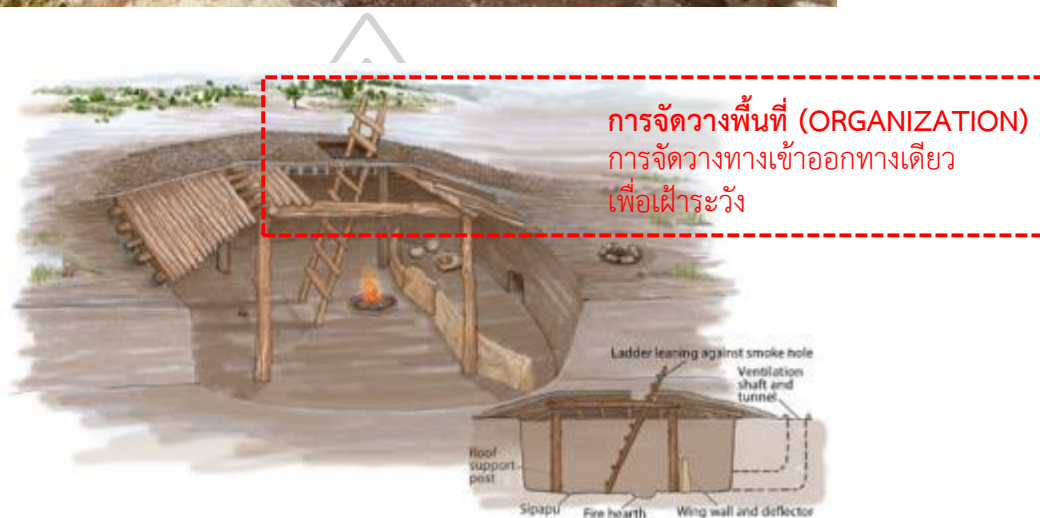 การจัดวางพื้นที่ (ORGANIZATION)
การจัดวางทางเข้าออกทางเดียว
เพื่อเฝ้าระวัง
Ladder leaning against smoke hole
Ventilation
shaft and
tunnel
Roof
support
post
Sipapu
Fire hearth
Wing wall and deflector